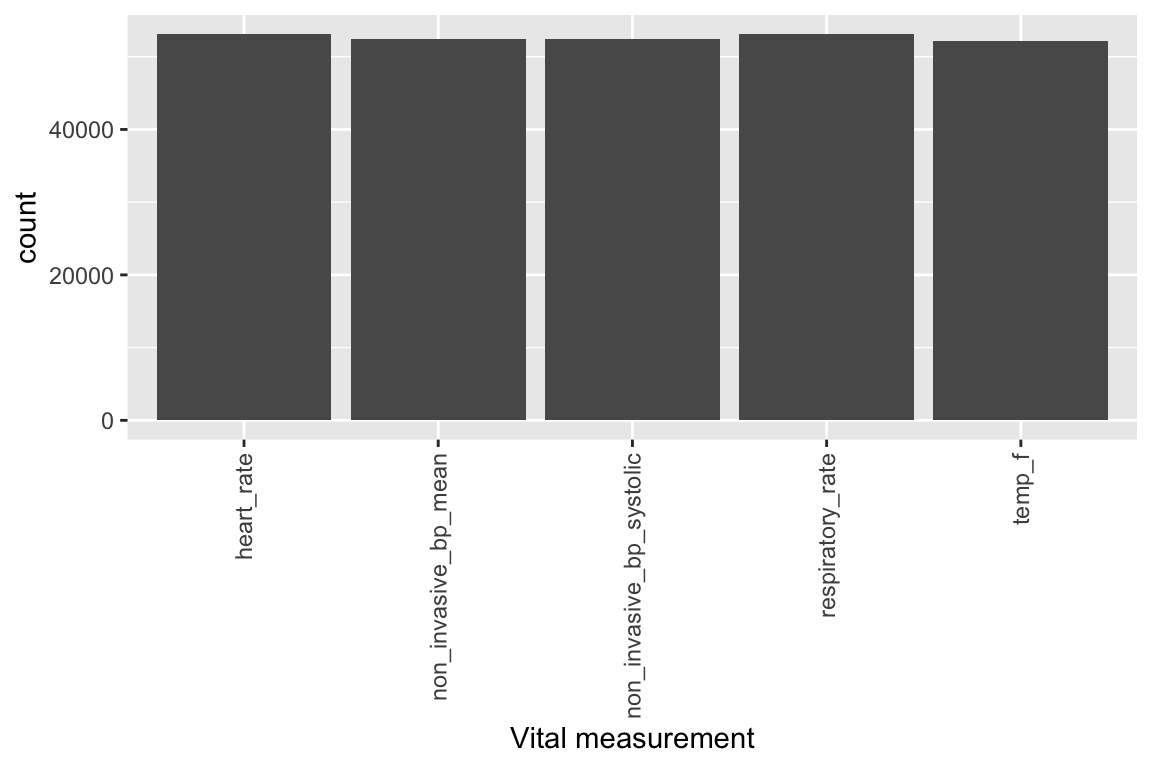 count
40000
20000
0
heart_rate
non_invasive_bp_mean
non_invasive_bp_systolic
respiratory_rate
temp_f
Vital measurement